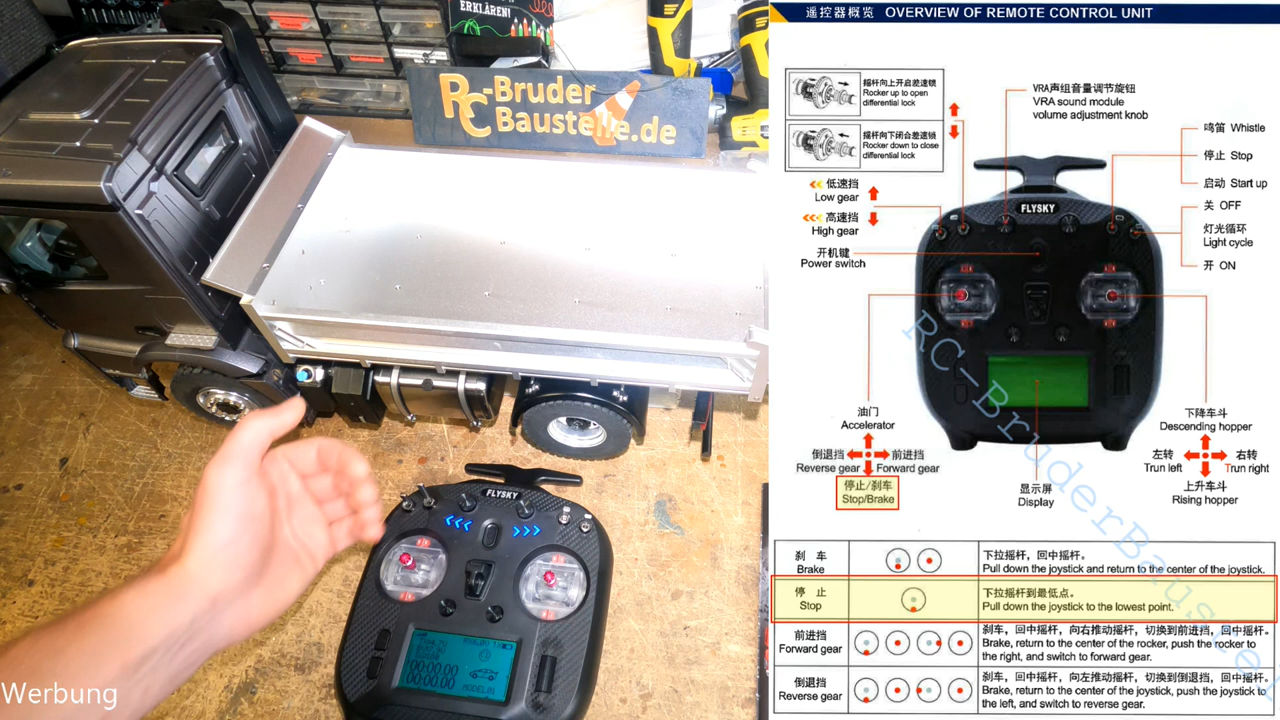 ERKLÄREN!
RC-Bruder
Baustelle.de
FLYSKY
<<<
>>>
00:00.00
00:00.00
Werbung
遥控器概览 OVERVIEW OF REMOTE CONTROL UNIT
摇杆向上开启差速锁
Rocker up to open
differential lock
摇杆向下闭合差速锁
Rocker down to close
differential lock
VRA声组音量调节旋钮
VRA sound module
volume adjustment knob
鸣笛 Whistle
停止 Stop
启动 Start up
低速挡
Low gear
高速挡
High gear
关 OFF
灯光循环
Light cycle
开 ON
开机键
Power switch
FLYSKY
油门
Accelerator
倒退挡 前进挡
Reverse gear Forward gear
停止/刹车
Stop/Brake
显示屏
Display
下降车斗
Descending hopper
左转 右转
Trun left Trun right
上升车斗
Rising hopper
RC-BruderBaustel
刹 车
Brake
下拉摇杆，回中摇杆。
Pull down the joystick and return to the center of the joystick.
停 止
Stop
下拉摇杆到最低点。
Pull down the joystick to the lowest point.
前进挡
Forward gear
刹车，回中摇杆，向右推动摇杆，切换到前进挡，回中摇杆。
Brake, return to the center of the rocker, push the rocker to
the right, and switch to forward gear.
倒退挡
Reverse gear
刹车，回中摇杆，向左推动摇杆，切换到倒退挡，回中摇杆。
Brake, return to the center of the joystick, push the joystick to
the left, and switch to reverse gear.